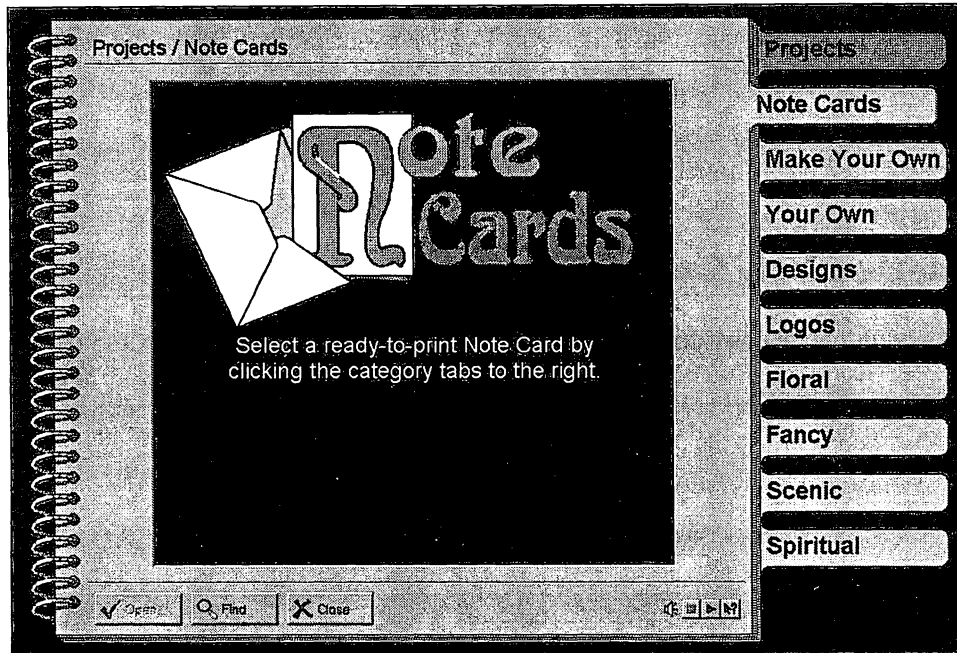 Projects / Note Cards
Note
Cards
Select a ready-to-print Note Card by
clicking the category tabs to the right.
Open...
Find
Close
Projects
Note Cards
Make Your Own
Your Own
Designs
Logos
Floral
Fancy
Scenic
Spiritual